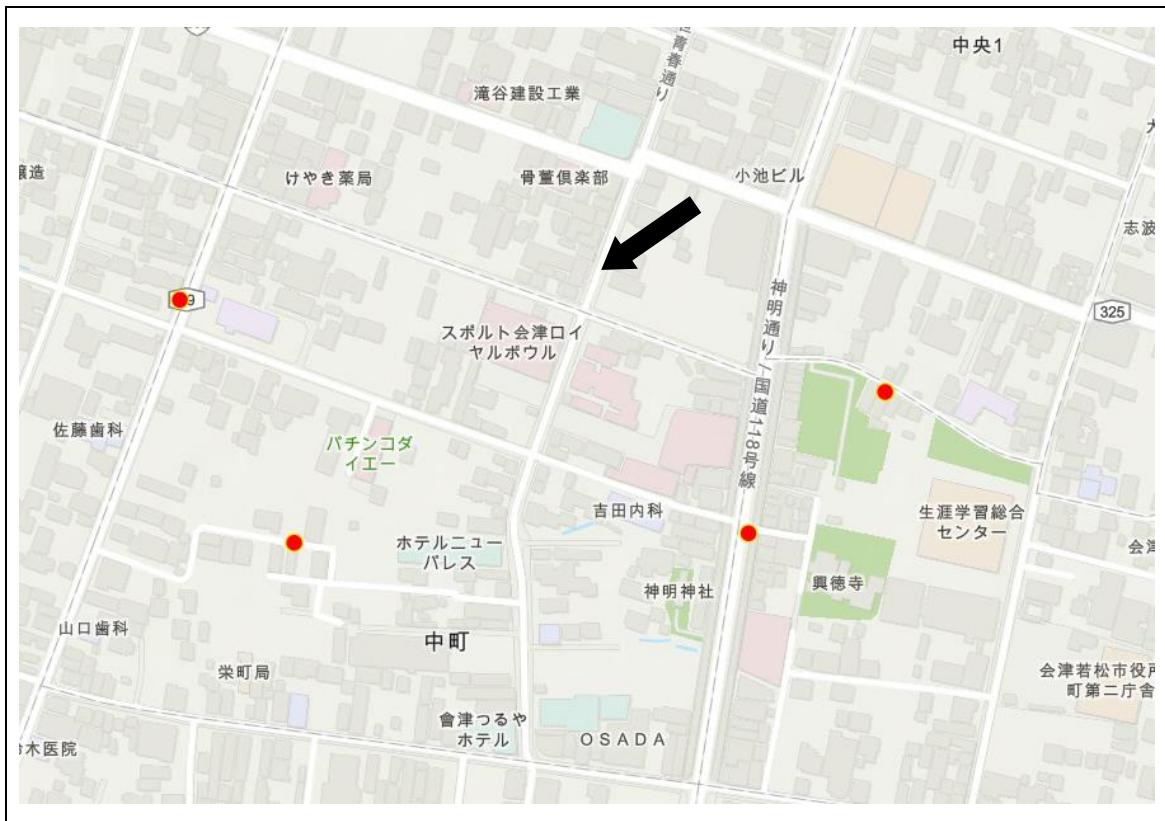 青春通り
中央1
滝谷建設工業
醸造
けやき薬局
骨董倶楽部
小池ビル
志波
325
9
神明通り/国道118号線
スポルト会津ロイ
ヤルボウル
佐藤歯科
パチンコダ
イエー
吉田内科
生涯学習総合
センター
ホテルニュー
パレス
神明神社
興徳寺
山口歯科
中町
栄町局
会津若松市役所
町第二庁舎
會津つるや
ホテル
OSADA
木医院